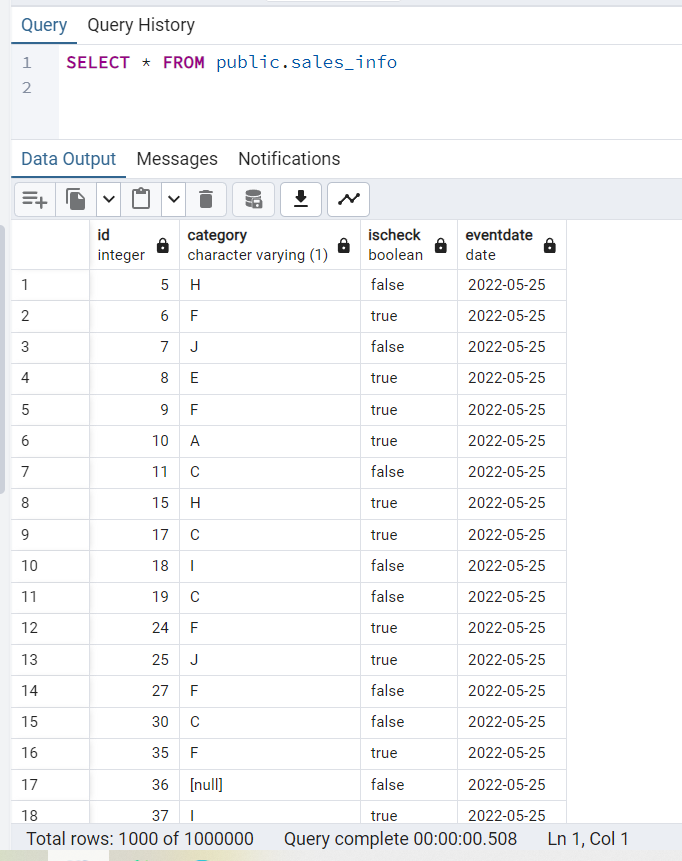 Query Query History
1 SELECT * FROM public.sales_info
2
Data Output Messages Notifications
id category ischeck eventdate
integer character varying (1) boolean date
1 5 H false 2022-05-25
2 6 F true 2022-05-25
3 7 J false 2022-05-25
4 8 E true 2022-05-25
5 9 F true 2022-05-25
6 10 A true 2022-05-25
7 11 C false 2022-05-25
8 15 H true 2022-05-25
9 17 C true 2022-05-25
10 18 I false 2022-05-25
11 19 C false 2022-05-25
12 24 F true 2022-05-25
13 25 J true 2022-05-25
14 27 F false 2022-05-25
15 30 C false 2022-05-25
16 35 F true 2022-05-25
17 36 [null] false 2022-05-25
18 37 I true 2022-05-25
Total rows: 1000 of 1000000 Query complete 00:00:00.508 Ln 1, Col 1